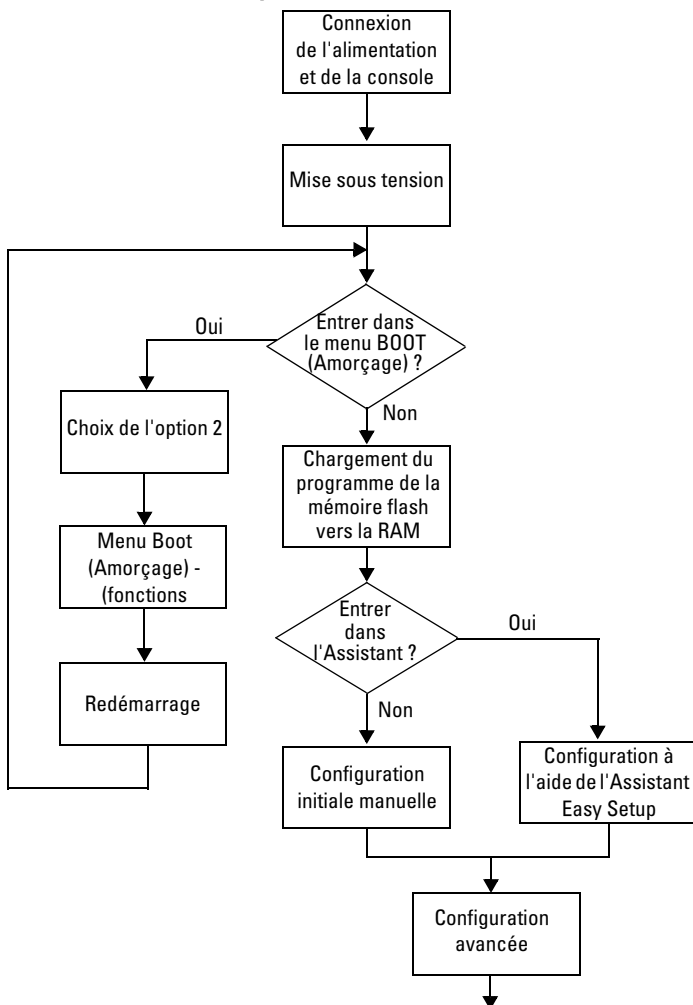 Connexion
de l'alimentation
et de la console
Mise sous tension
Oui
Entrer dans
le menu BOOT
(Amorçage) ?
Non
Choix de l'option 2
Chargement du
programme de la
mémoire flash
vers la RAM
Menu Boot
(Amorçage) -
(fonctions
Entrer
dans
l'Assistant ?
Oui
Redémarrage
Non
Configuration
initiale manuelle
Configuration à
l'aide de l'Assistant
Easy Setup
Configuration
avancée